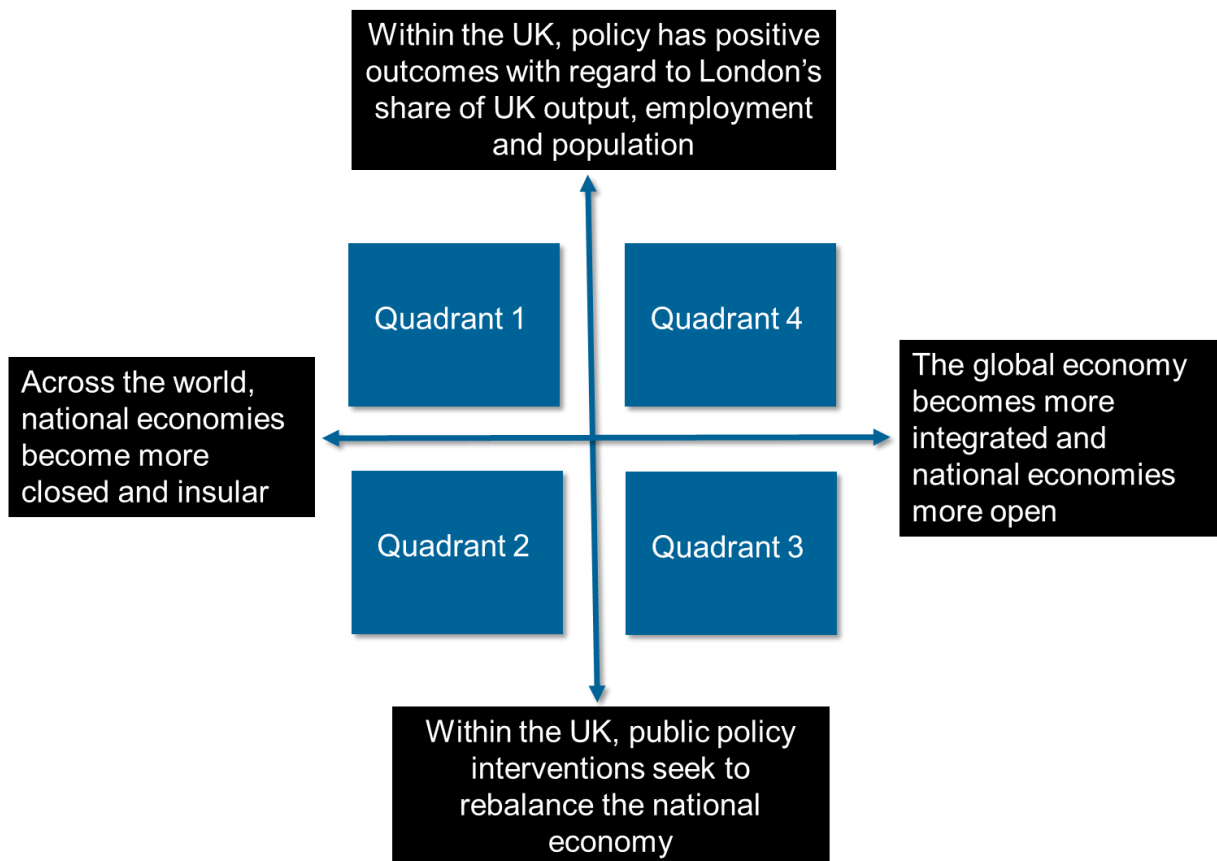 Within the UK, policy has positive
outcomes with regard to London's
share of UK output, employment
and population
Quadrant 1
Quadrant 4
Across the world,
national economies
become more
closed and insular
The global economy
becomes more
integrated and
national economies
more open
Quadrant 2
Quadrant 3
Within the UK, public policy
interventions seek to
rebalance the national
economy